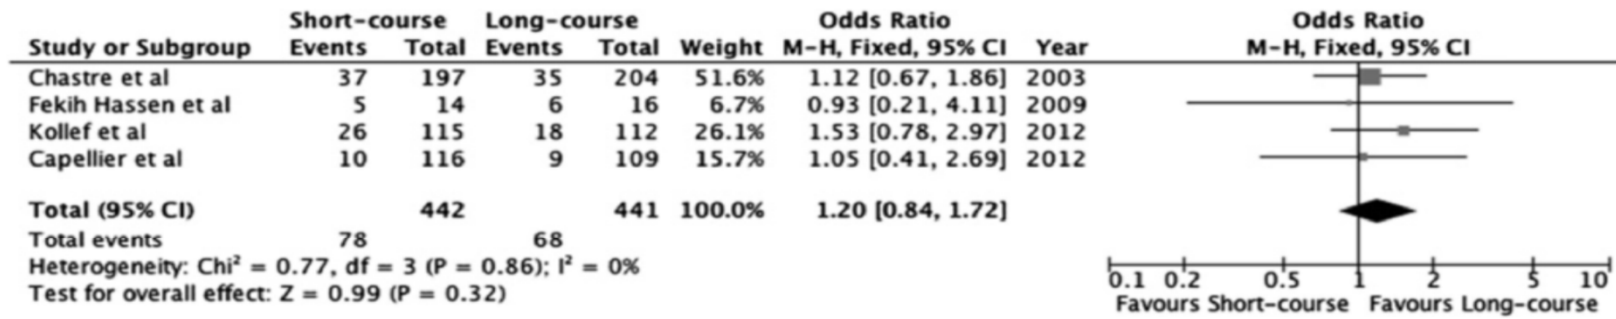 Short-course Long-course Odds Ratio Odds Ratio
Study or Subgroup Events Total Events Total Weight M-H, Fixed, 95% CI Year M-H, Fixed, 95% CI
Chastre et al 37 197 35 204 51.6% 1.12 [0.67, 1.86] 2003
Fekih Hassen et al 5 14 6 16 6.7% 0.93 [0.21, 4.11] 2009
Kollef et al 26 115 18 112 26.1% 1.53 [0.78, 2.97] 2012
Capellier et al 10 116 9 109 15.7% 1.05 [0.41, 2.69] 2012
Total (95% CI) 442 441 100.0% 1.20 [0.84, 1.72]
Total events 78 68
Heterogeneity: Chi² = 0.77, df = 3 (P = 0.86); I² = 0%
Test for overall effect: Z = 0.99 (P = 0.32)
0.1 0.2 0.5 1 2 5 10
Favours Short-course Favours Long-course